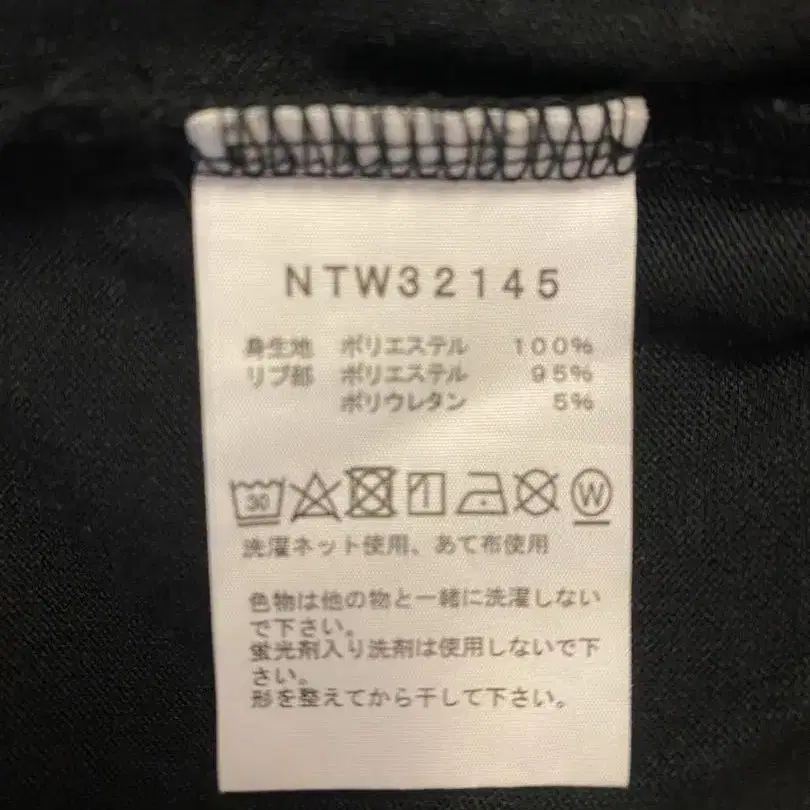 NTW32145
身生地 ポリエステル 100%
リブ部 ポリエステル 95%
ポリウレタン 5%
30 W
洗濯ネット使用、あて布使用
色物は他の物と一緒に洗濯しない
で下さい。
蛍光剤入り洗剤は使用しないで下
さい。
形を整えてから干して下さい。